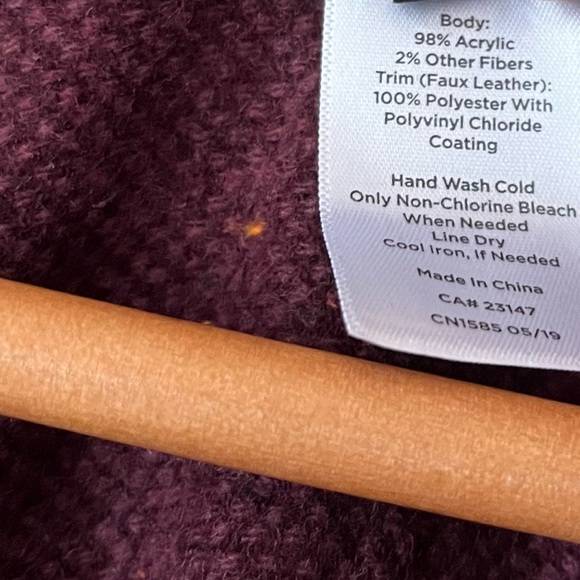 Body:
98% Acrylic
2% Other Fibers
Trim (Faux Leather):
100% Polyester With
Polyvinyl Chloride
Coating
Hand Wash Cold
Only Non-Chlorine Bleach
When Needed
Line Dry
Cool Iron, If Needed
Made In China
CA# 23147
CN1585 05/19